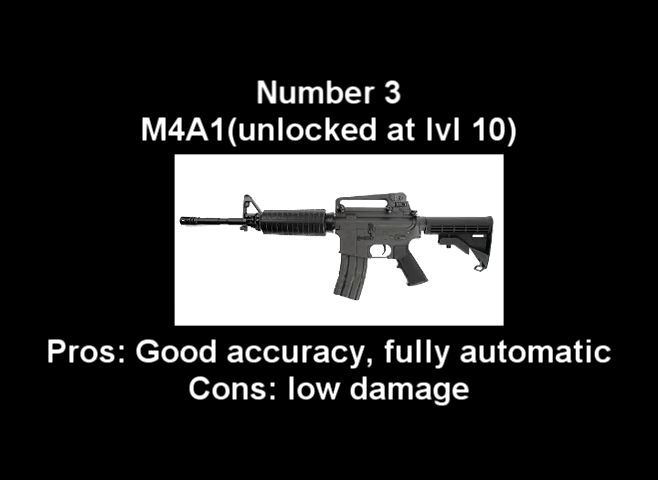 Number 3
M4A1(unlocked at lvl 10)
Pros: Good accuracy, fully automatic
Cons: low damage